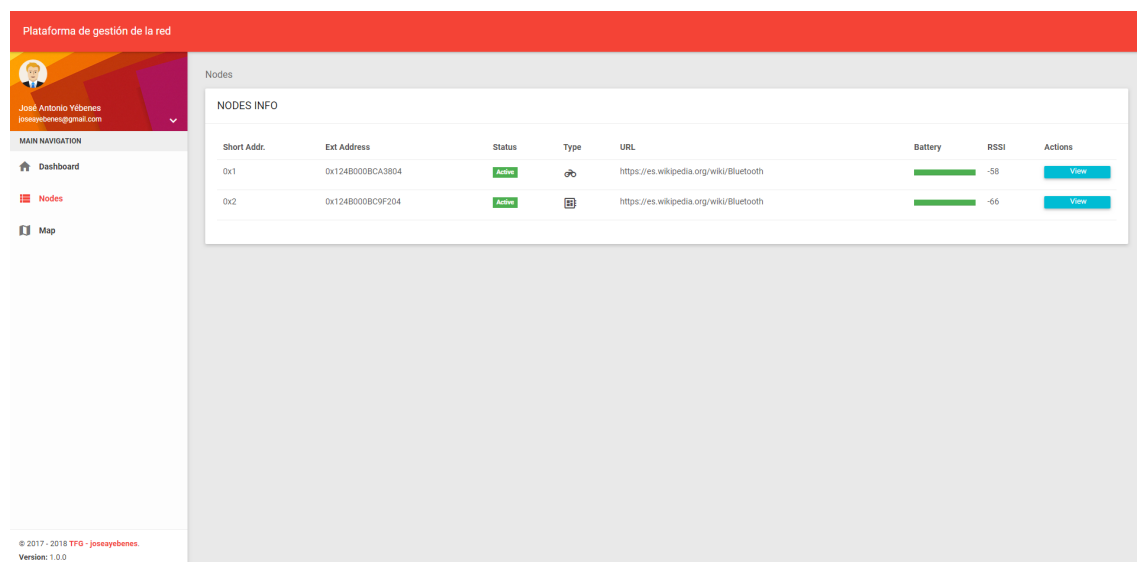 Plataforma de gestión de la red
José Antonio Yébenes
joseayebenes@gmail.com
MAIN NAVIGATION
Dashboard
Nodes
Map
© 2017 - 2018 TFG - joseayebenes.
Version: 1.0.0
Nodes
NODES INFO
Short Addr. Ext Address Status Type URL Battery RSSI Actions
0x1 0x124B000BCA3804 Active https://es.wikipedia.org/wiki/Bluetooth -58 View
0x2 0x124B000BC9F204 Active https://es.wikipedia.org/wiki/Bluetooth -66 View